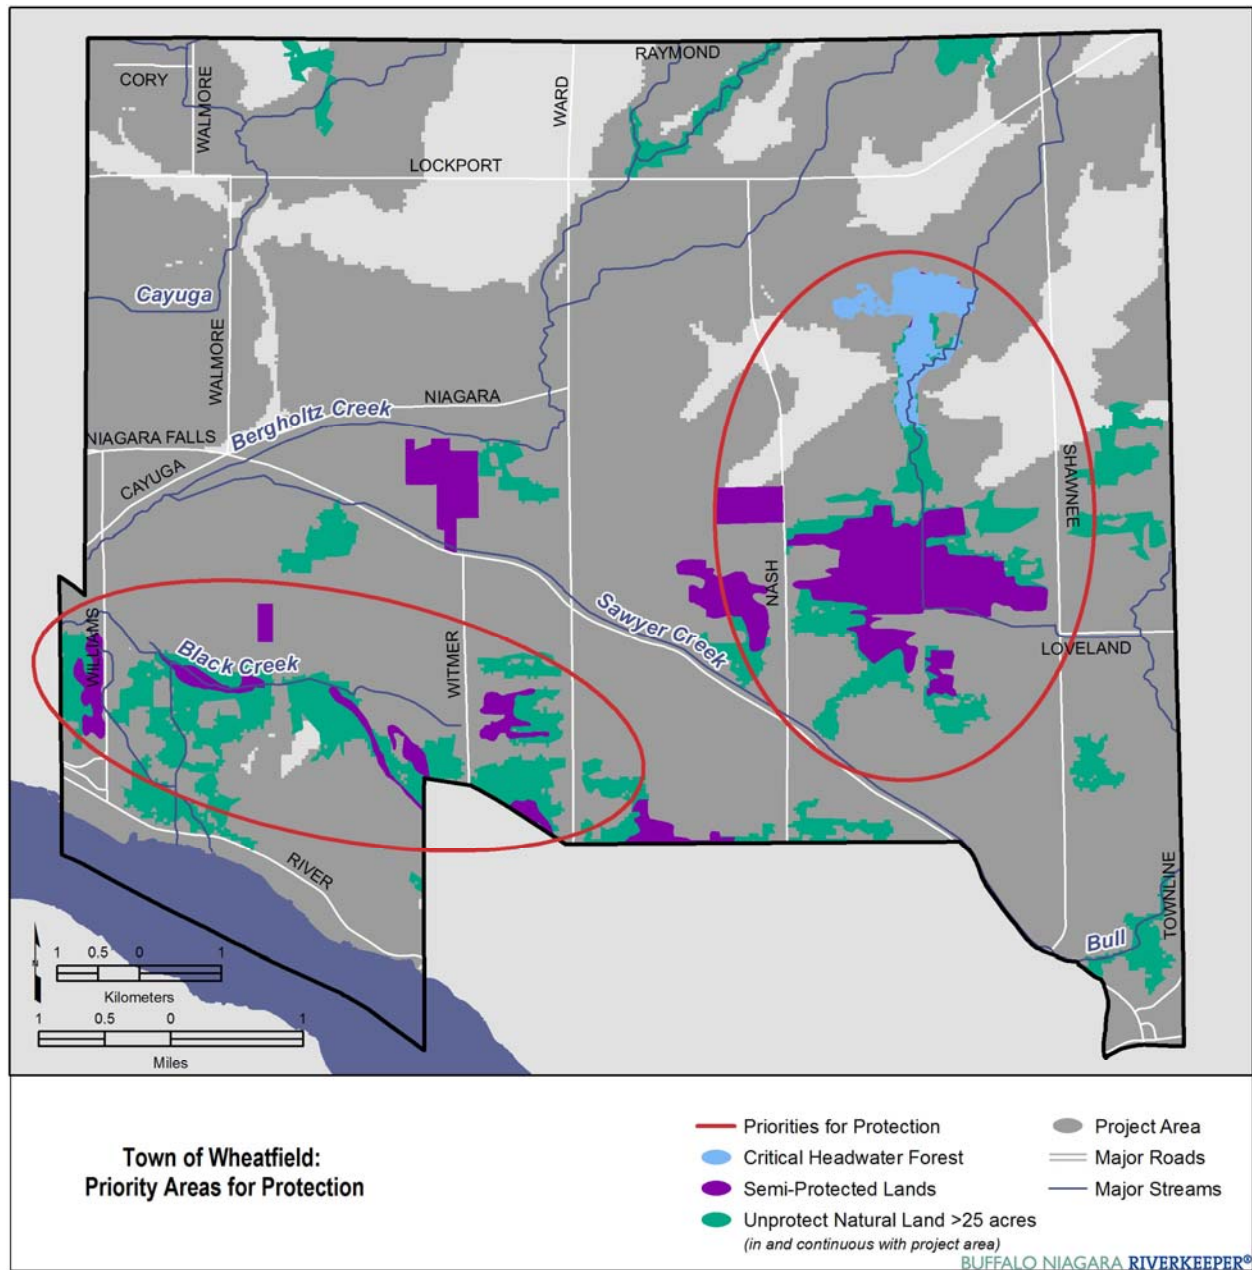 RAYMOND
CORY
WALMORE
WARD
LOCKPORT
Cayuga
WALMORE
NIAGARA
Bergholtz Creek
NIAGARA FALLS
CAYUGA
SHAWNEE
NASH
Sawyer Creek
WILLIAMS
Black Creek
WITMER
LOVELAND
RIVER
TOWNLINE
Bull
N
1 0.5 0 1
Kilometers
1 0.5 0 1
Miles
Town of Wheatfield:
Priority Areas for Protection
Priorities for Protection
Critical Headwater Forest
Semi-Protected Lands
Unprotect Natural Land >25 acres
(in and continuous with project area)
Project Area
Major Roads
Major Streams
BUFFALO NIAGARA RIVERKEEPER®